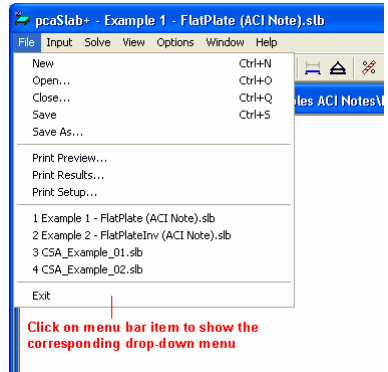 pcaSlab+ - Example 1 - FlatPlate (ACI Note).slb
File Input Solve View Options Window Help
New Ctrl+N
Open... Ctrl+O
Close... Ctrl+Q
Save Ctrl+S
Save As...
les ACI Notes\
Print Preview...
Print Results...
Print Setup...
1 Example 1 - FlatPlate (ACI Note).slb
2 Example 2 - FlatPlateInv (ACI Note).slb
3 CSA_Example_01.slb
4 CSA_Example_02.slb
Exit
Click on menu bar item to show the
corresponding drop-down menu